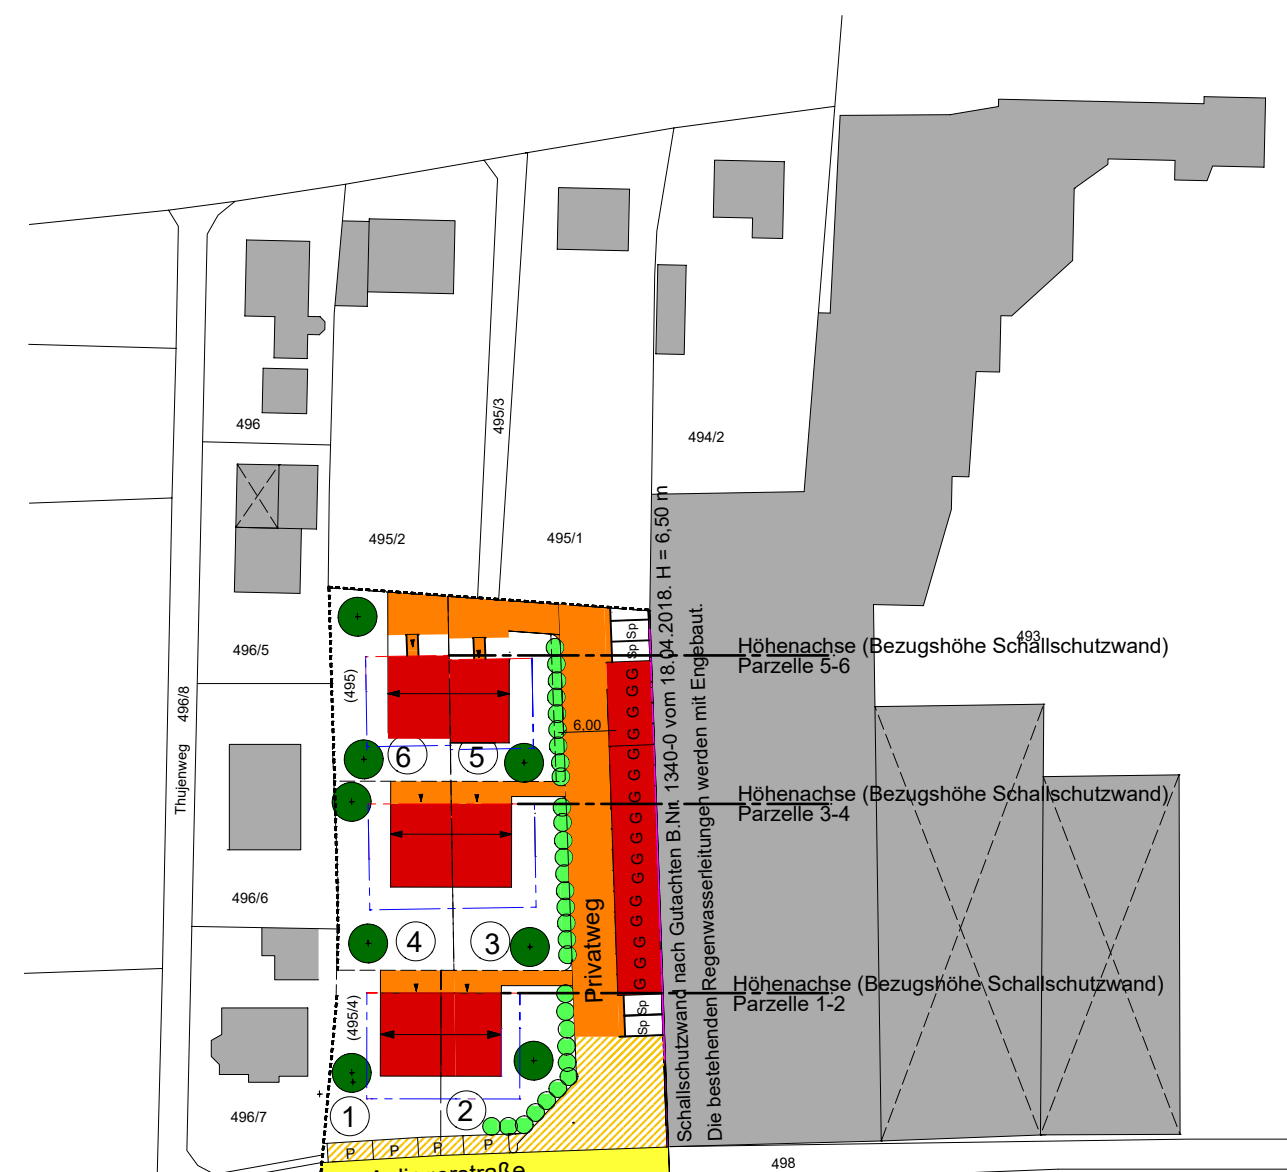 496
495/3
494/2
495/2
495/1
496/5
(495)
Thujenweg 496/8
493
Höhenachse (Bezugshöhe Schallschutzwand)
Parzelle 5-6
Sp
Sp
6.00
6
5
Höhenachse (Bezugshöhe Schallschutzwand)
Parzelle 3-4
G G G G G G G G G G G G G G G G G
Schallschutzwand nach Gutachten B.Nr. 1340-0 vom 18.04.2018. H = 6,50 m
Die bestehenden Regenwasserleitungen werden mit Engebaut.
496/6
4
3
Privatweg
Höhenachse (Bezugshöhe Schallschutzwand)
Parzelle 1-2
Sp
Sp
(495/4)
496/7
1
2
P P P P
498